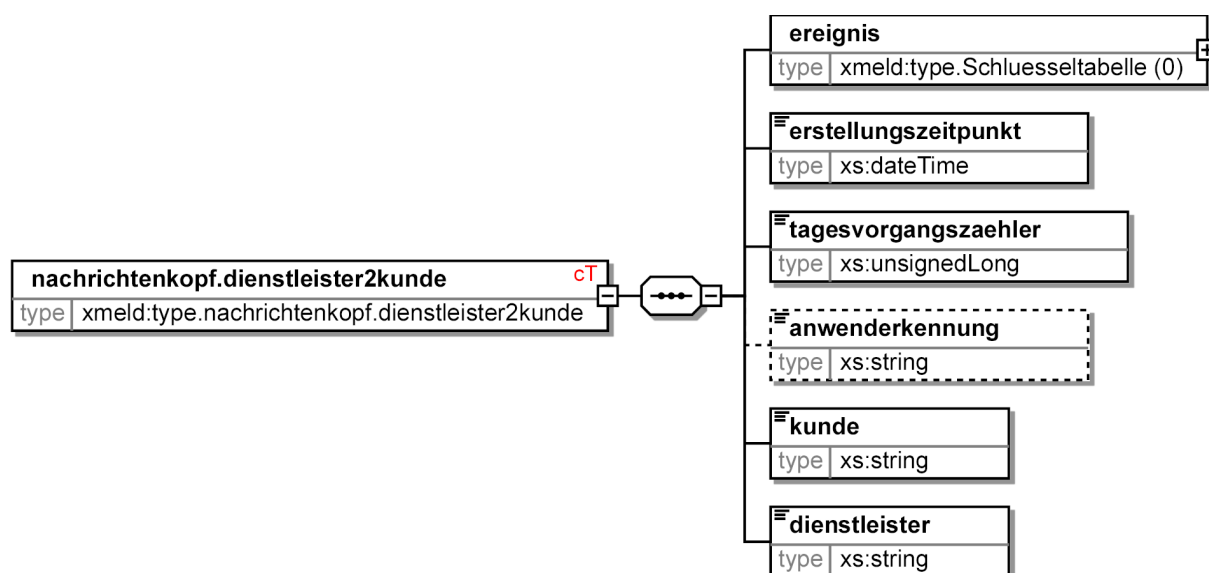 ereignis
type xmeld:type.Schluesseltabelle (0)
erstellungszeitpunkt
type xs:dateTime
tagesvorgangszaehler
type xs:unsignedLong
nachrichtenkopf.dienstleister2kunde cT
type xmeld:type.nachrichtenkopf.dienstleister2kunde
anwenderkennung
type xs:string
kunde
type xs:string
dienstleister
type xs:string